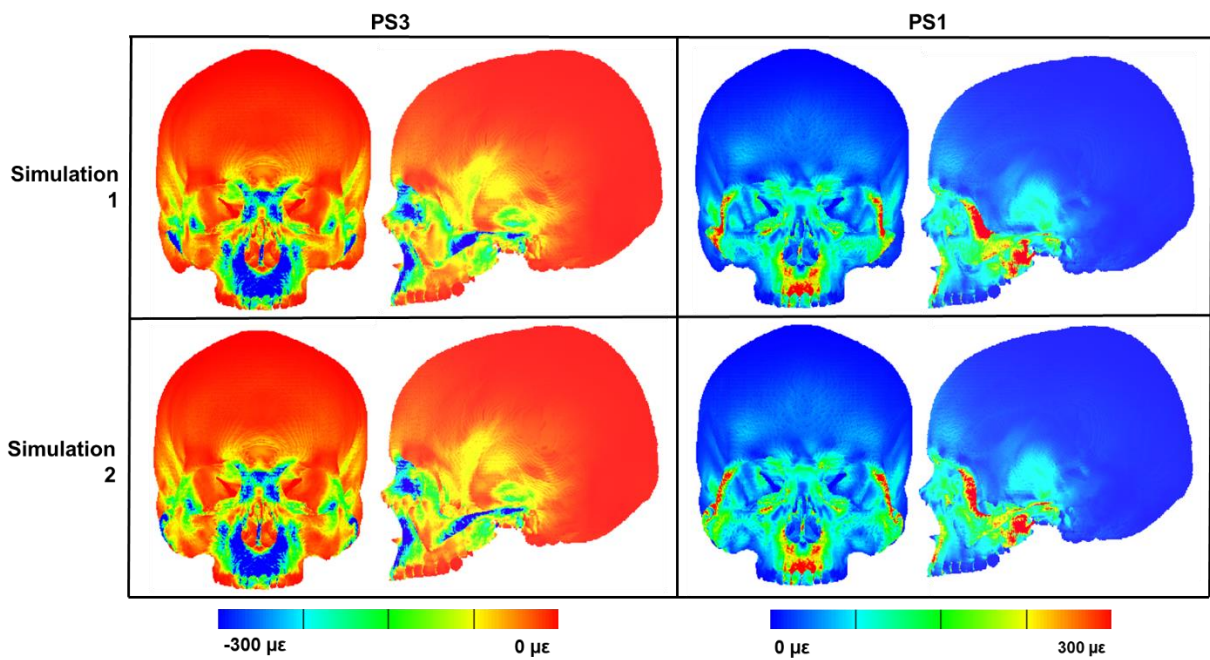 PS3 PS1
Simulation
1
Simulation
2
-300 µε 0 µε 0 µε 300 µε